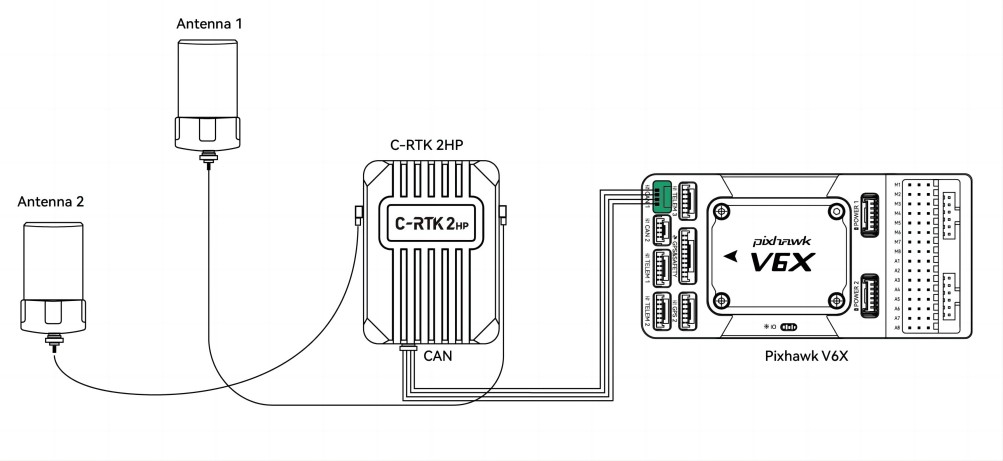 Antenna 1
Antenna 2
C-RTK 2HP
C-RTK 2HP
CAN
CAN 1
TELEM 3
CAN 2
GPS&SAFETY
TELEM 1
TELEM 2
GPS 2
pixhawk
V6X
IO
POWER 1
POWER 2
M1
M2
M3
M4
M5
M6
M7
M8
A1
A2
A3
A4
A5
A6
A7
A8
Pixhawk V6X